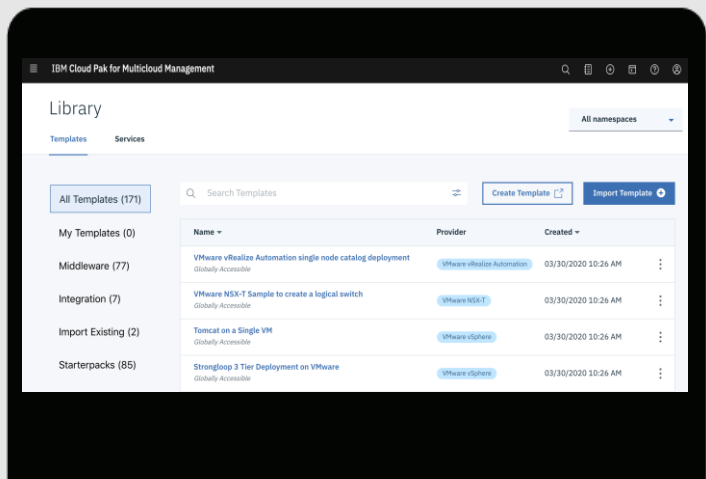 IBM Cloud Pak for Multicloud Management
Library
All namespaces
Templates Services
All Templates (171)
My Templates (0)
Middleware (77)
Integration (7)
Import Existing (2)
Starterpacks (85)
Search Templates
Create Template
Import Template
Name Provider Created
VMware vRealize Automation single node catalog deployment
Globally Accessible
VMware vRealize Automation
03/30/2020 10:26 AM
VMware NSX-T Sample to create a logical switch
Globally Accessible
VMware NSX-T
03/30/2020 10:26 AM
Tomcat on a Single VM
Globally Accessible
VMware vSphere
03/30/2020 10:26 AM
Strongloop 3 Tier Deployment on VMware
Globally Accessible
VMware vSphere
03/30/2020 10:26 AM